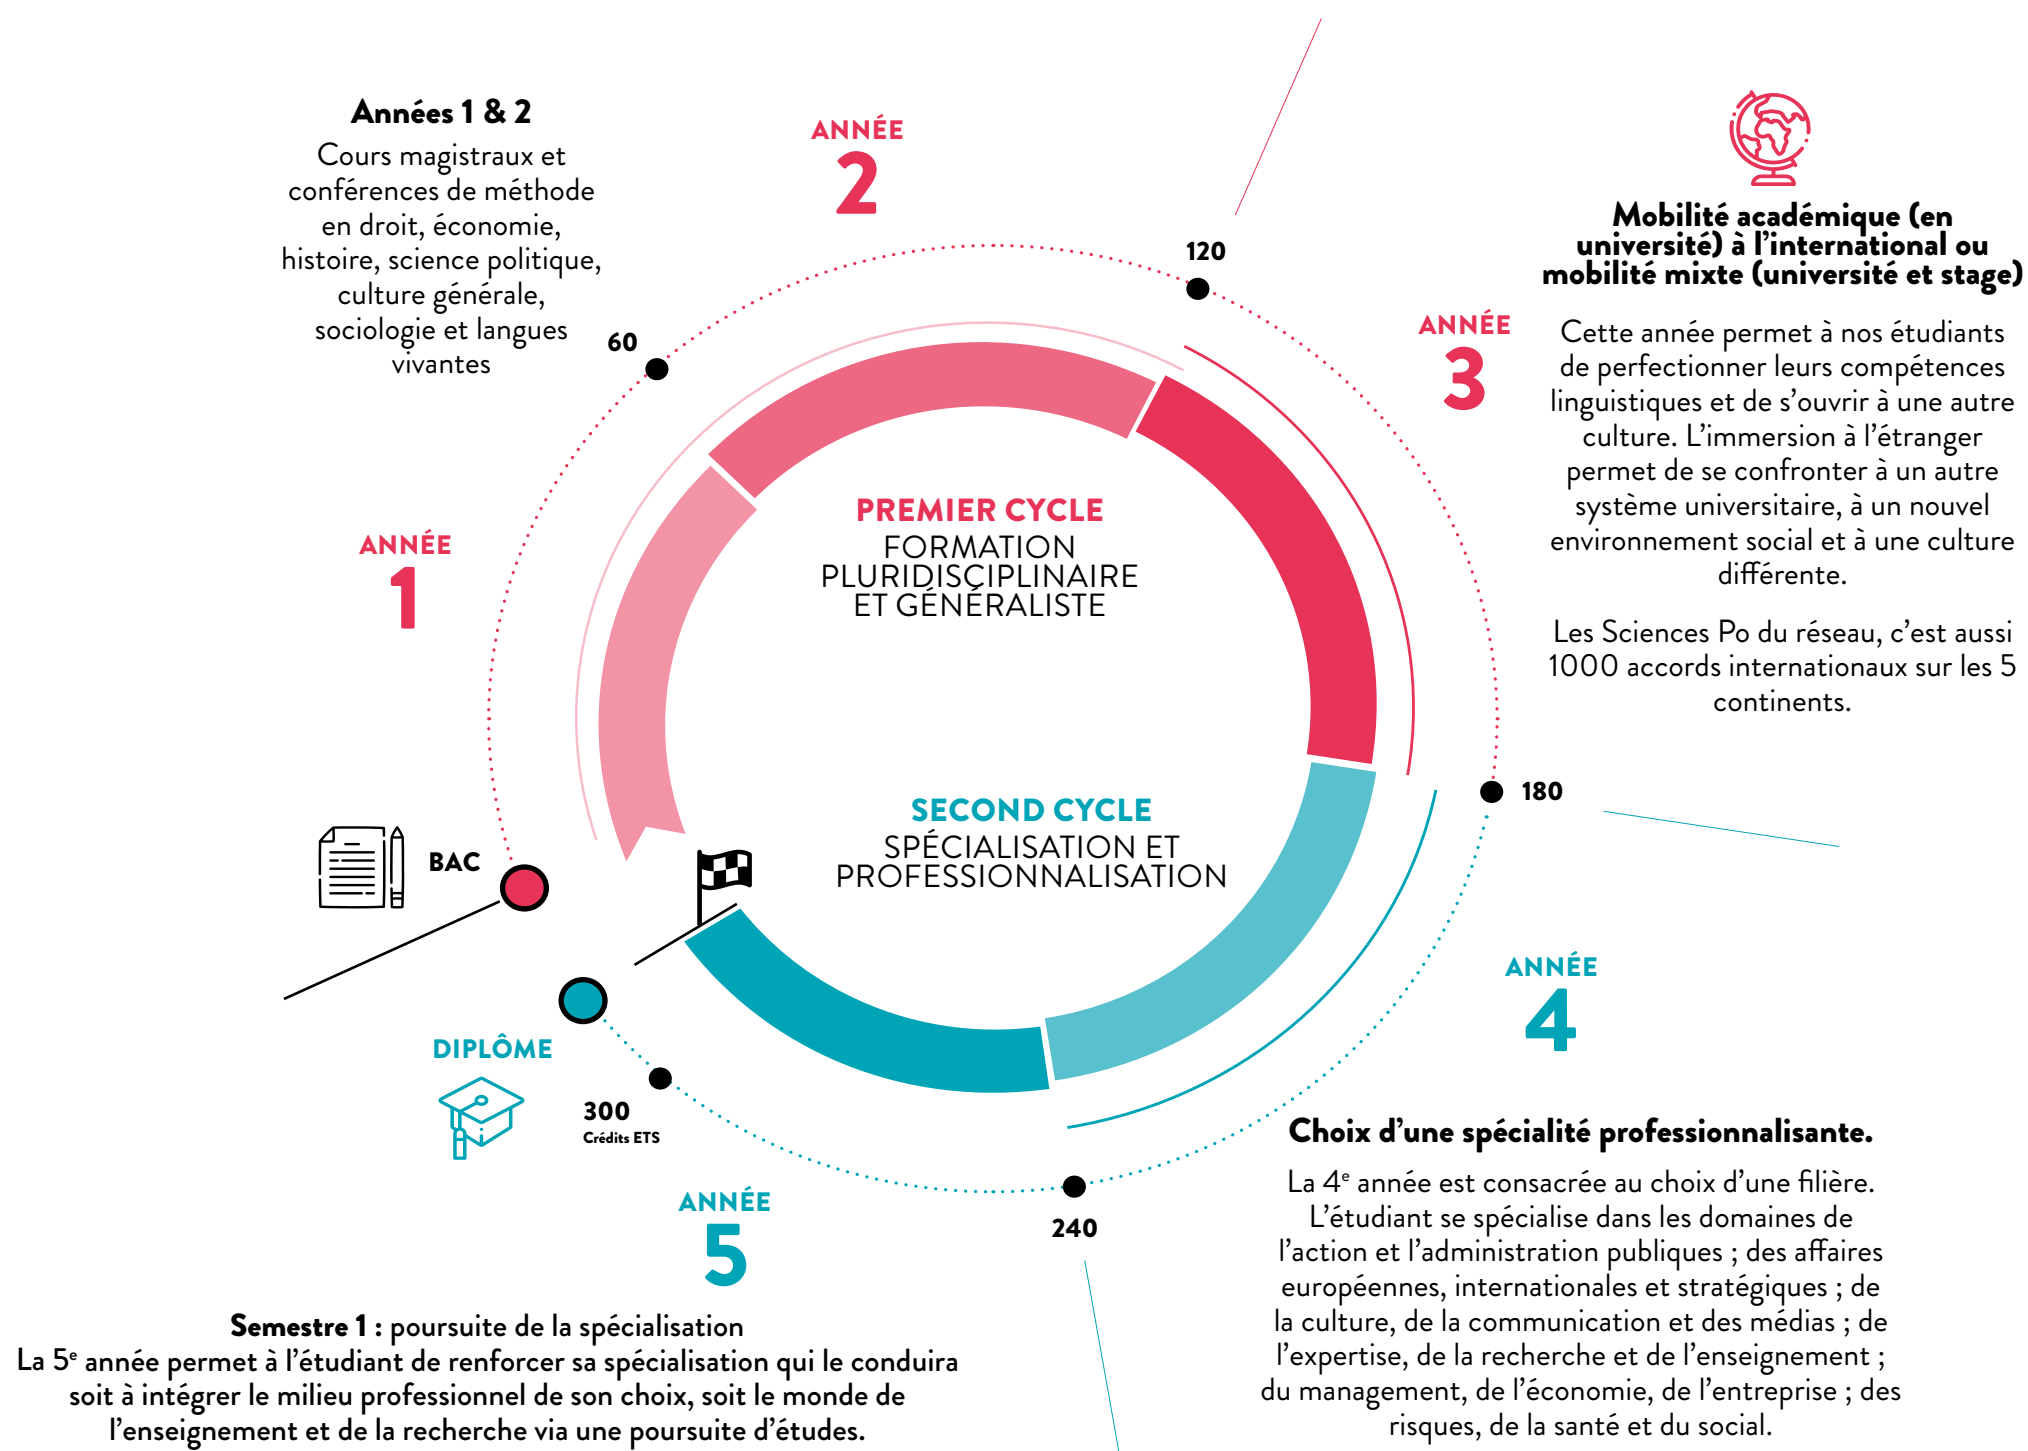 Années 1 & 2
Cours magistraux et
conférences de méthode
en droit, économie,
histoire, science politique,
culture générale,
sociologie et langues
vivantes
ANNÉE
1
60
ANNÉE
2
120
ANNÉE
3
Mobilité académique (en
université) à l’international ou
mobilité mixte (université et stage)
Cette année permet à nos étudiants
de perfectionner leurs compétences
linguistiques et de s’ouvrir à une autre
culture. L’immersion à l’étranger
permet de se confronter à un autre
système universitaire, à un nouvel
environnement social et à une culture
différente.
Les Sciences Po du réseau, c’est aussi
1000 accords internationaux sur les 5
continents.
PREMIER CYCLE
FORMATION
PLURIDISCIPLINAIRE
ET GÉNÉRALISTE
SECOND CYCLE
SPÉCIALISATION ET
PROFESSIONNALISATION
180
BAC
ANNÉE
4
Choix d’une spécialité professionnalisante.
La 4e année est consacrée au choix d’une filière.
L’étudiant se spécialise dans les domaines de
l’action et l’administration publiques ; des affaires
européennes, internationales et stratégiques ; de
la culture, de la communication et des médias ; de
l’expertise, de la recherche et de l’enseignement ;
du management, de l’économie, de l’entreprise ; des
risques, de la santé et du social.
240
ANNÉE
5
Semestre 1 : poursuite de la spécialisation
La 5e année permet à l’étudiant de renforcer sa spécialisation qui le conduira
soit à intégrer le milieu professionnel de son choix, soit le monde de
l’enseignement et de la recherche via une poursuite d’études.
300
Crédits ETS
DIPLÔME